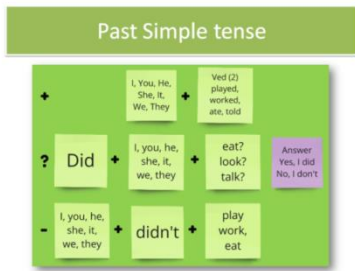 Past Simple tense
+
I, You, He,
She, It,
We, They
+
Ved (2)
played,
worked,
ate, told
?
Did
+
I, you, he,
she, it,
we, they
+
eat?
look?
talk?
Answer
Yes, I did
No, I don't
-
I, you, he,
she, it,
we, they
+
didn't
+
play
work,
eat